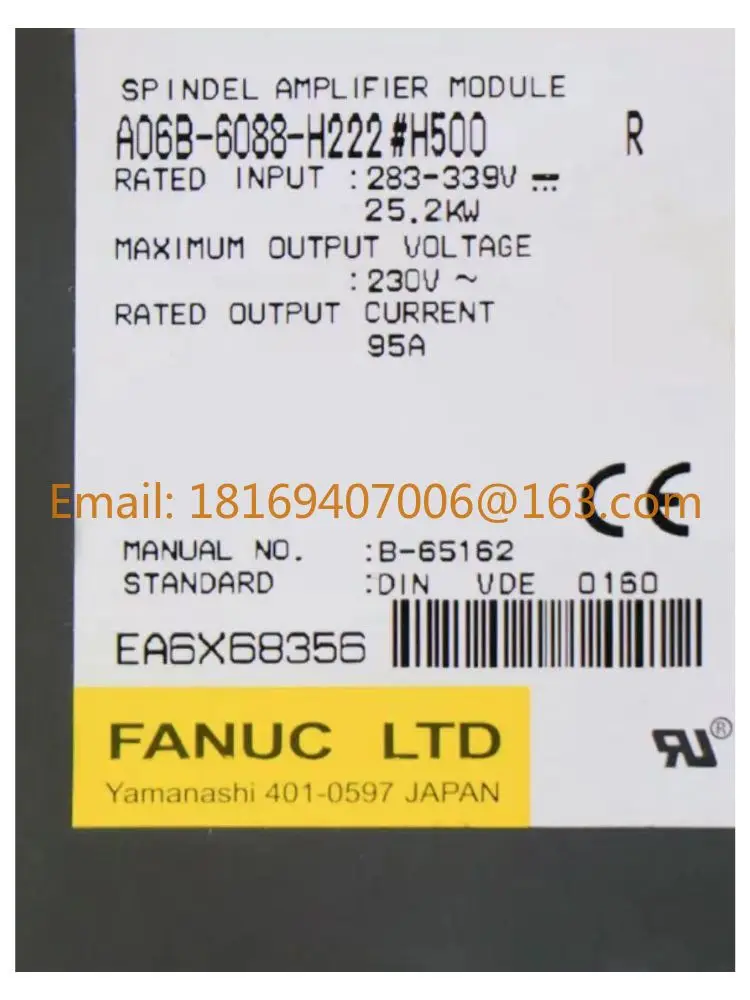 SPINDEL AMPLIFIER MODULE
A06B-6088-H222#H500 R
RATED INPUT :283-339V ⎓
25.2KW
MAXIMUM OUTPUT VOLTAGE
:230V ~
RATED OUTPUT CURRENT
95A
CE
Email: 18169407006@163.com
MANUAL NO. :B-65162
STANDARD :DIN VDE 0160
EA6X68356
FANUC LTD
RU®
Yamanashi 401-0597 JAPAN